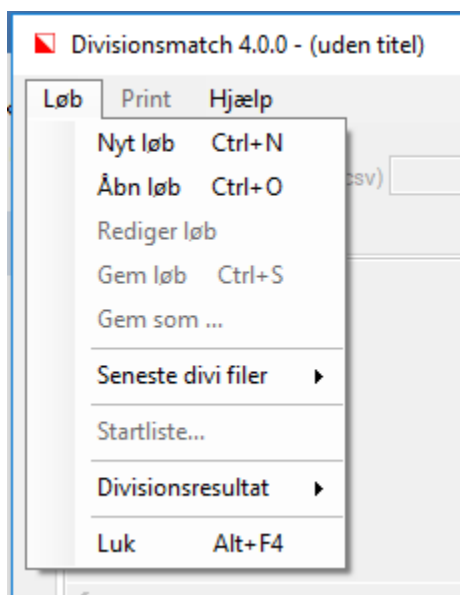 Divisionsmatch 4.0.0 - (uden titel)
Løb Print Hjælp
Nyt løb Ctrl+N
Åbn løb Ctrl+O
csv)
Rediger løb
Gem løb Ctrl+S
Gem som ...
Seneste divi filer
Startliste...
Divisionsresultat
Luk Alt+F4